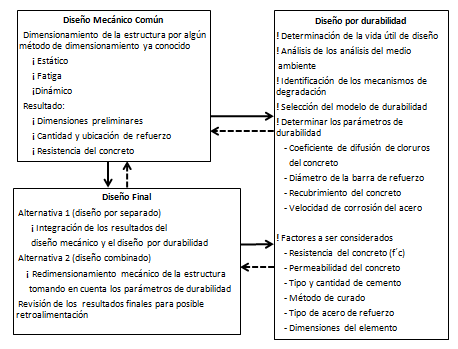 Diseño Mecánico Común
Dimensionamiento de la estructura por algún
método de dimensionamiento ya conocido
¡ Estático
¡ Fatiga
¡Dinámico
Resultado:
¡ Dimensiones preliminares
¡ Cantidad y ubicación de refuerzo
¡ Resistencia del concreto
Diseño Final
Alternativa 1 (diseño por separado)
¡ Integración de los resultados del
diseño mecánico y el diseño por durabilidad
Alternativa 2 (diseño combinado)
¡ Redimensionamiento mecánico de la estructura
tomando en cuenta los parámetros de durabilidad
Revisión de los resultados finales para posible
retroalimentación
Diseño por durabilidad
! Determinación de la vida útil de diseño
! Análisis de los análisis del medio
ambiente
! Identificación de los mecanismos de
degradación
! Selección del modelo de durabilidad
! Determinar los parámetros de
durabilidad
- Coeficiente de difusión de cloruros
del concreto
- Diámetro de la barra de refuerzo
- Recubrimiento del concreto
- Velocidad de corrosión del acero
! Factores a ser considerados
- Resistencia del concreto (f´c)
- Permeabilidad del concreto
- Tipo y cantidad de cemento
- Método de curado
- Tipo de acero de refuerzo
- Dimensiones del elemento